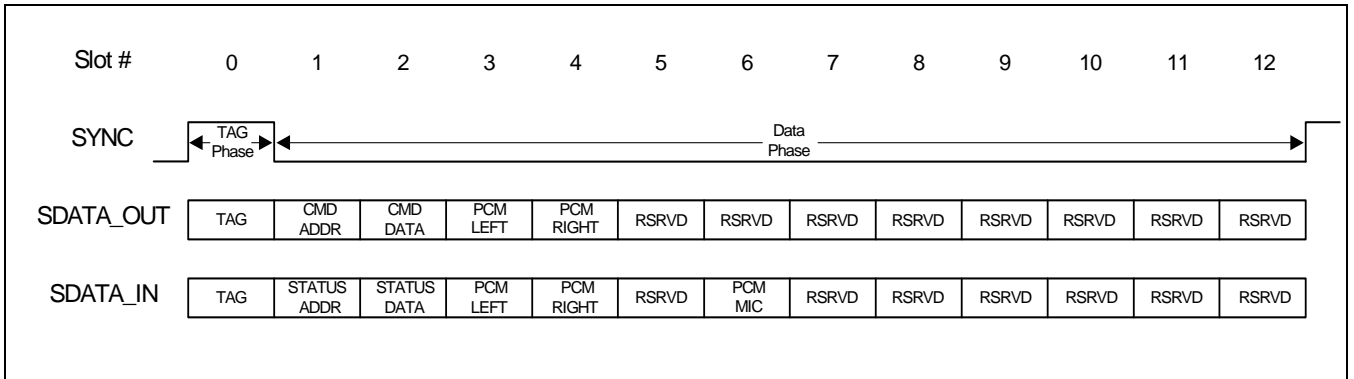 Slot # 0 1 2 3 4 5 6 7 8 9 10 11 12
SYNC
TAG
Phase
Data
Phase
SDATA_OUT
TAG
CMD
ADDR
CMD
DATA
PCM
LEFT
PCM
RIGHT
RSRVD
RSRVD
RSRVD
RSRVD
RSRVD
RSRVD
RSRVD
RSRVD
SDATA_IN
TAG
STATUS
ADDR
STATUS
DATA
PCM
LEFT
PCM
RIGHT
RSRVD
PCM
MIC
RSRVD
RSRVD
RSRVD
RSRVD
RSRVD
RSRVD